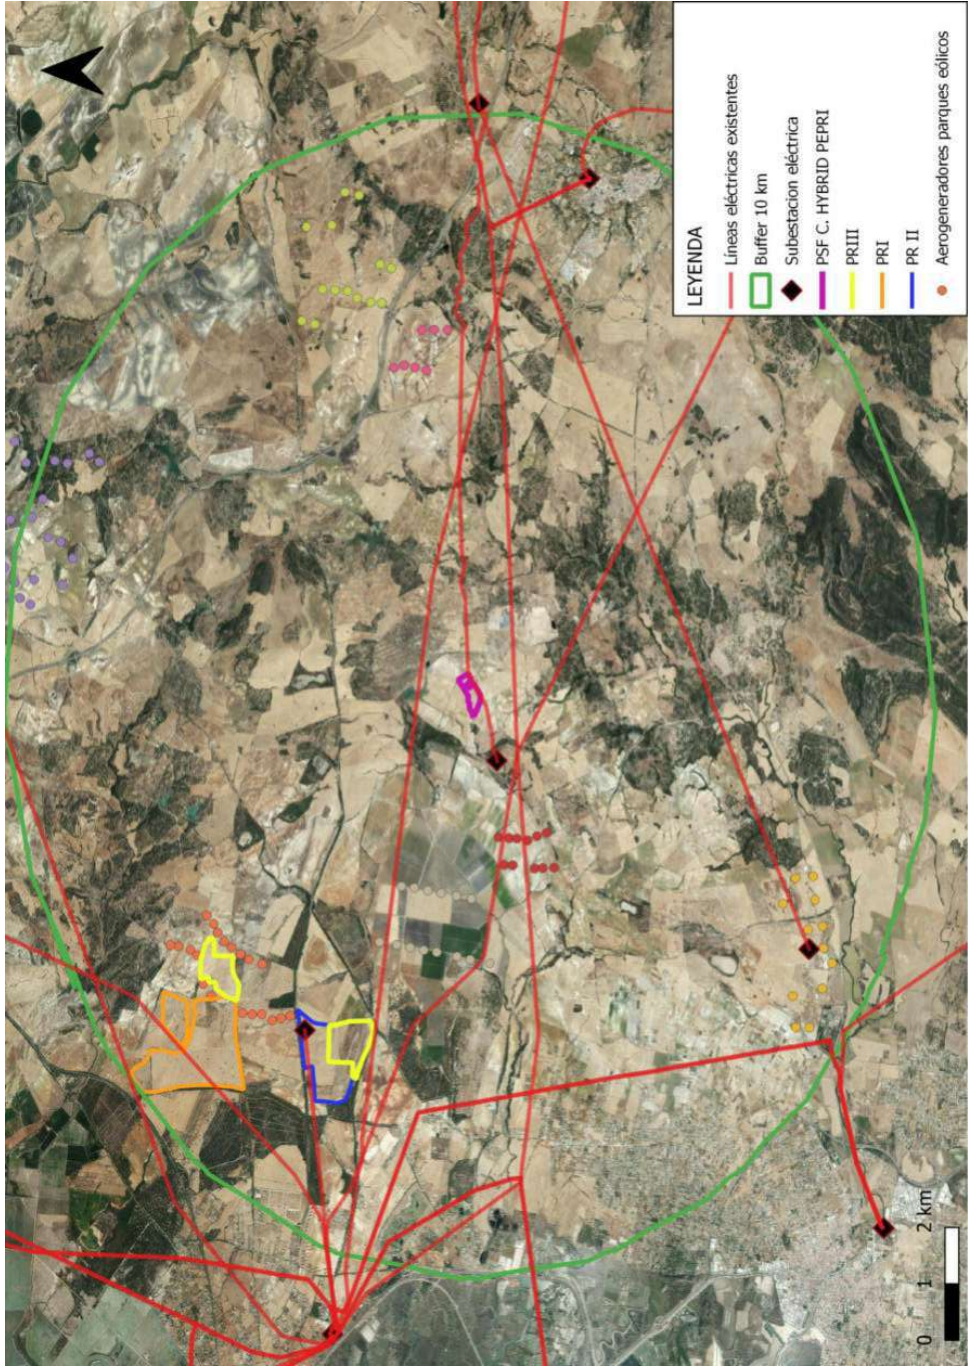 LEYENDA
Líneas eléctricas existentes
Buffer 10 km
Subestacion eléctrica
PSF C. HYBRID PEPRI
PRIII
PRI
PR II
Aerogeneradores parques eólicos
0 1 2 km